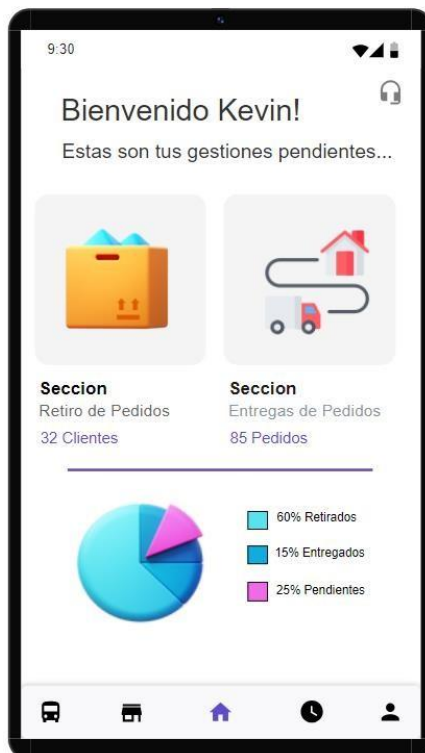 9:30
Bienvenido Kevin!
Estas son tus gestiones pendientes...
Seccion
Retiro de Pedidos
32 Clientes
Seccion
Entregas de Pedidos
85 Pedidos
60% Retirados
15% Entregados
25% Pendientes